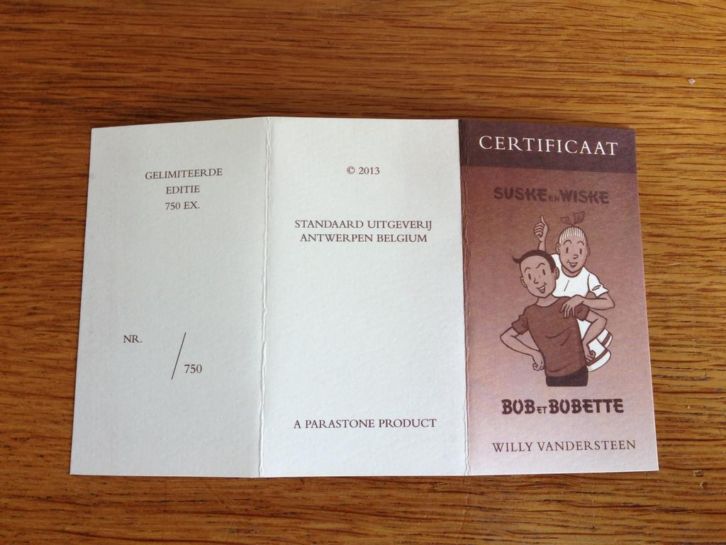 GELIMITEERDE
EDITIE
750 EX.
NR. / 750
© 2013
STANDAARD UITGEVERIJ
ANTWERPEN BELGIUM
A PARASTONE PRODUCT
CERTIFICAAT
SUSKE EN WISKE
BOB ET BOBETTE
WILLY VANDERSTEEN